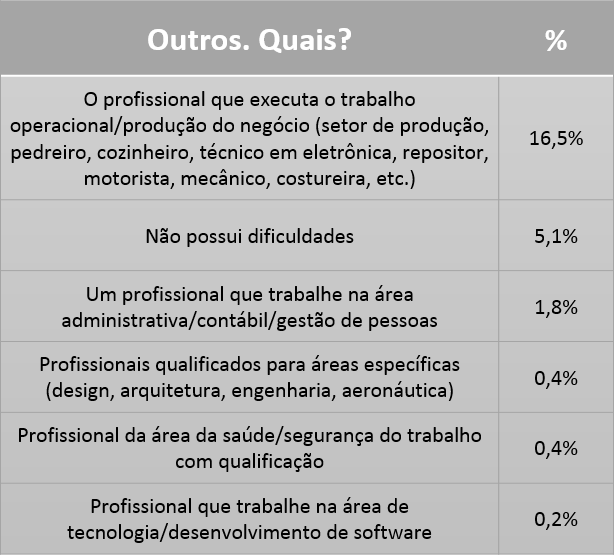 Outros. Quais?
%
O profissional que executa o trabalho
operacional/produção do negócio (setor de produção,
pedreiro, cozinheiro, técnico em eletrônica, repositor,
motorista, mecânico, costureira, etc.)
16,5%
Não possui dificuldades
5,1%
Um profissional que trabalhe na área
administrativa/contábil/gestão de pessoas
1,8%
Profissionais qualificados para áreas específicas
(design, arquitetura, engenharia, aeronáutica)
0,4%
Profissional da área da saúde/segurança do trabalho
com qualificação
0,4%
Profissional que trabalhe na área de
tecnologia/desenvolvimento de software
0,2%